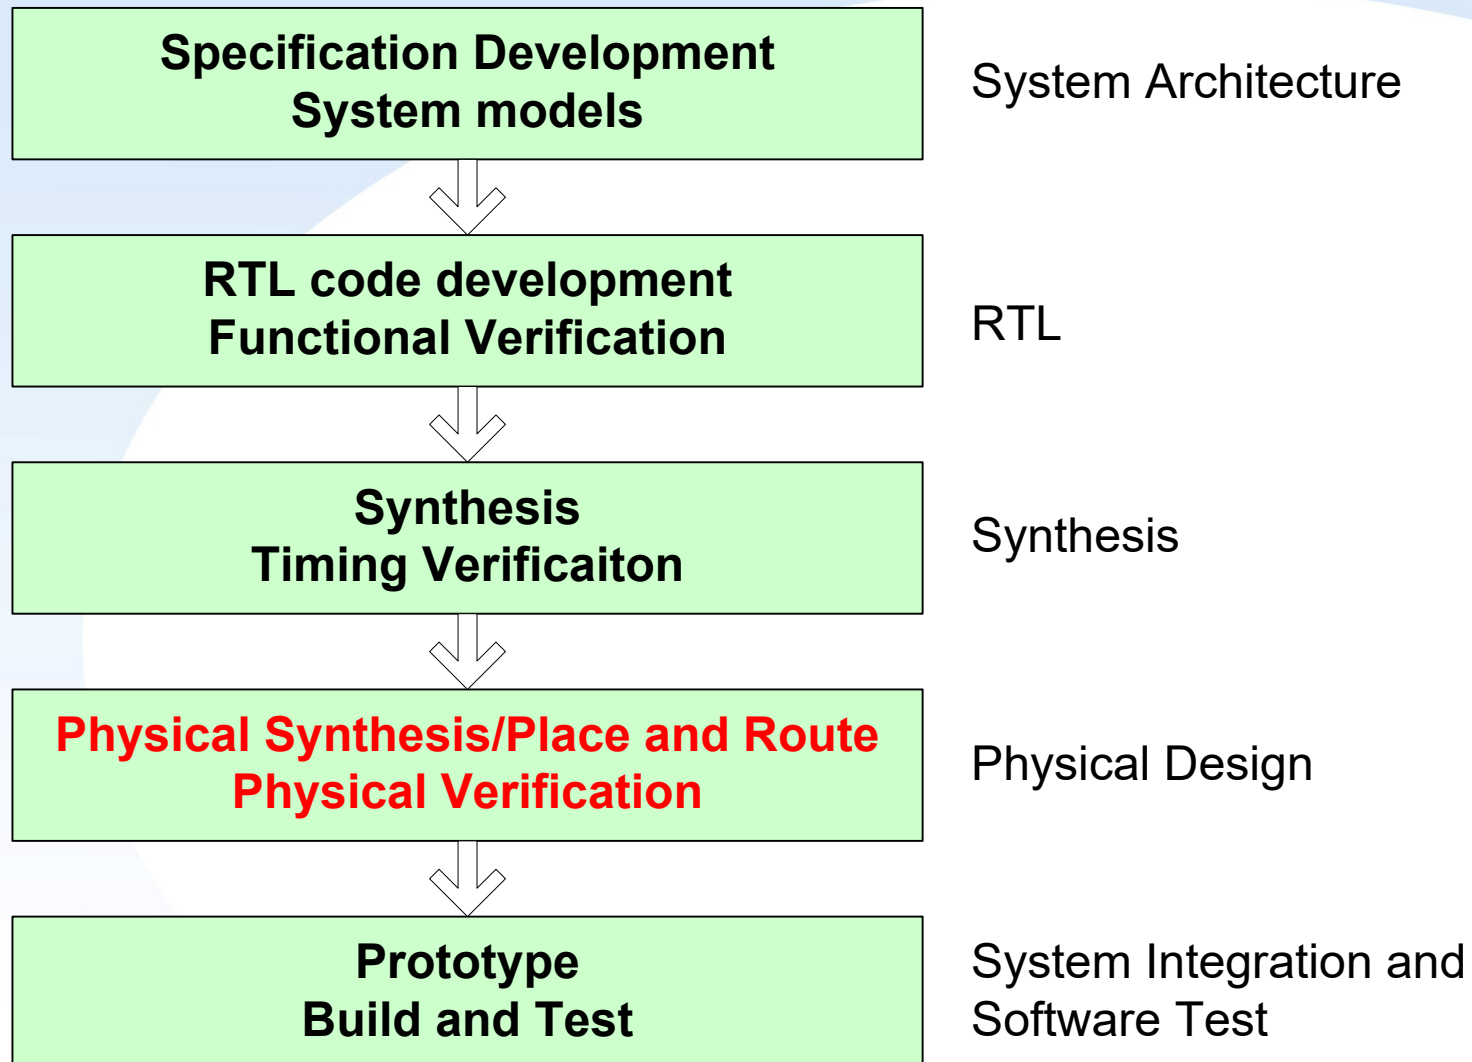 Specification Development
System models
System Architecture
RTL code development
Functional Verification
RTL
Synthesis
Timing Verificaiton
Synthesis
Physical Synthesis/Place and Route
Physical Verification
Physical Design
Prototype
Build and Test
System Integration and
Software Test